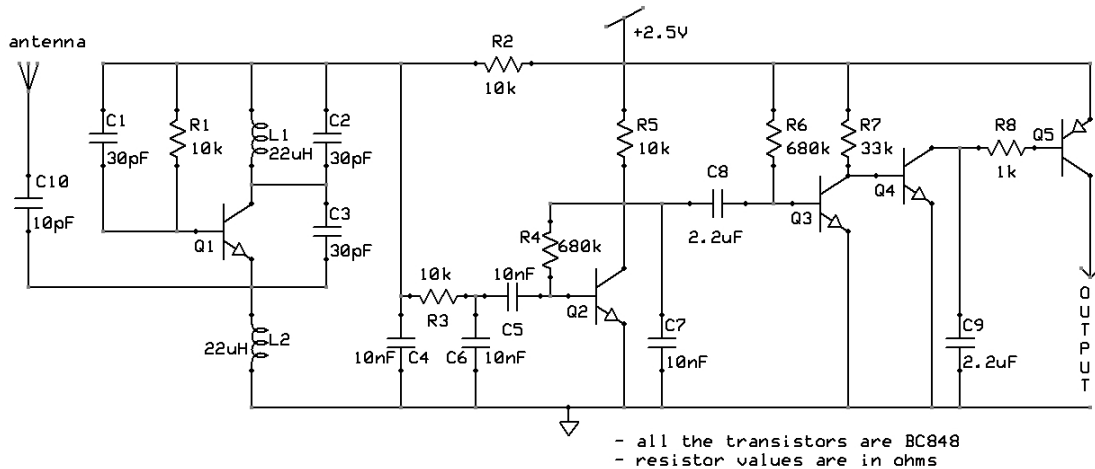 antenna
+2.5V
R2
10k
C1
30pF
R1
10k
L1
22uH
C2
30pF
R5
10k
R6
680k
R7
33k
R8
1k
Q5
C10
10pF
C8
2.2uF
Q4
Q1
C3
30pF
R4
680k
Q3
10k
R3
10nF
C5
Q2
L2
22uH
10nF
C4
C6
10nF
C7
10nF
C9
2.2uF
OUTPUT
- all the transistors are BC848
- resistor values are in ohms